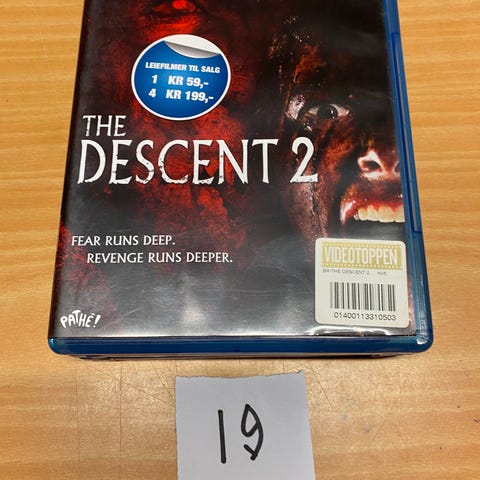 LEIEFILMER TIL SALG
1 KR 59,-
4 KR 199,-
THE
DESCENT 2
FEAR RUNS DEEP.
REVENGE RUNS DEEPER.
VIDEOTOPPEN
BR-THE DESCENT 2
01400113310503
PATHE!
19